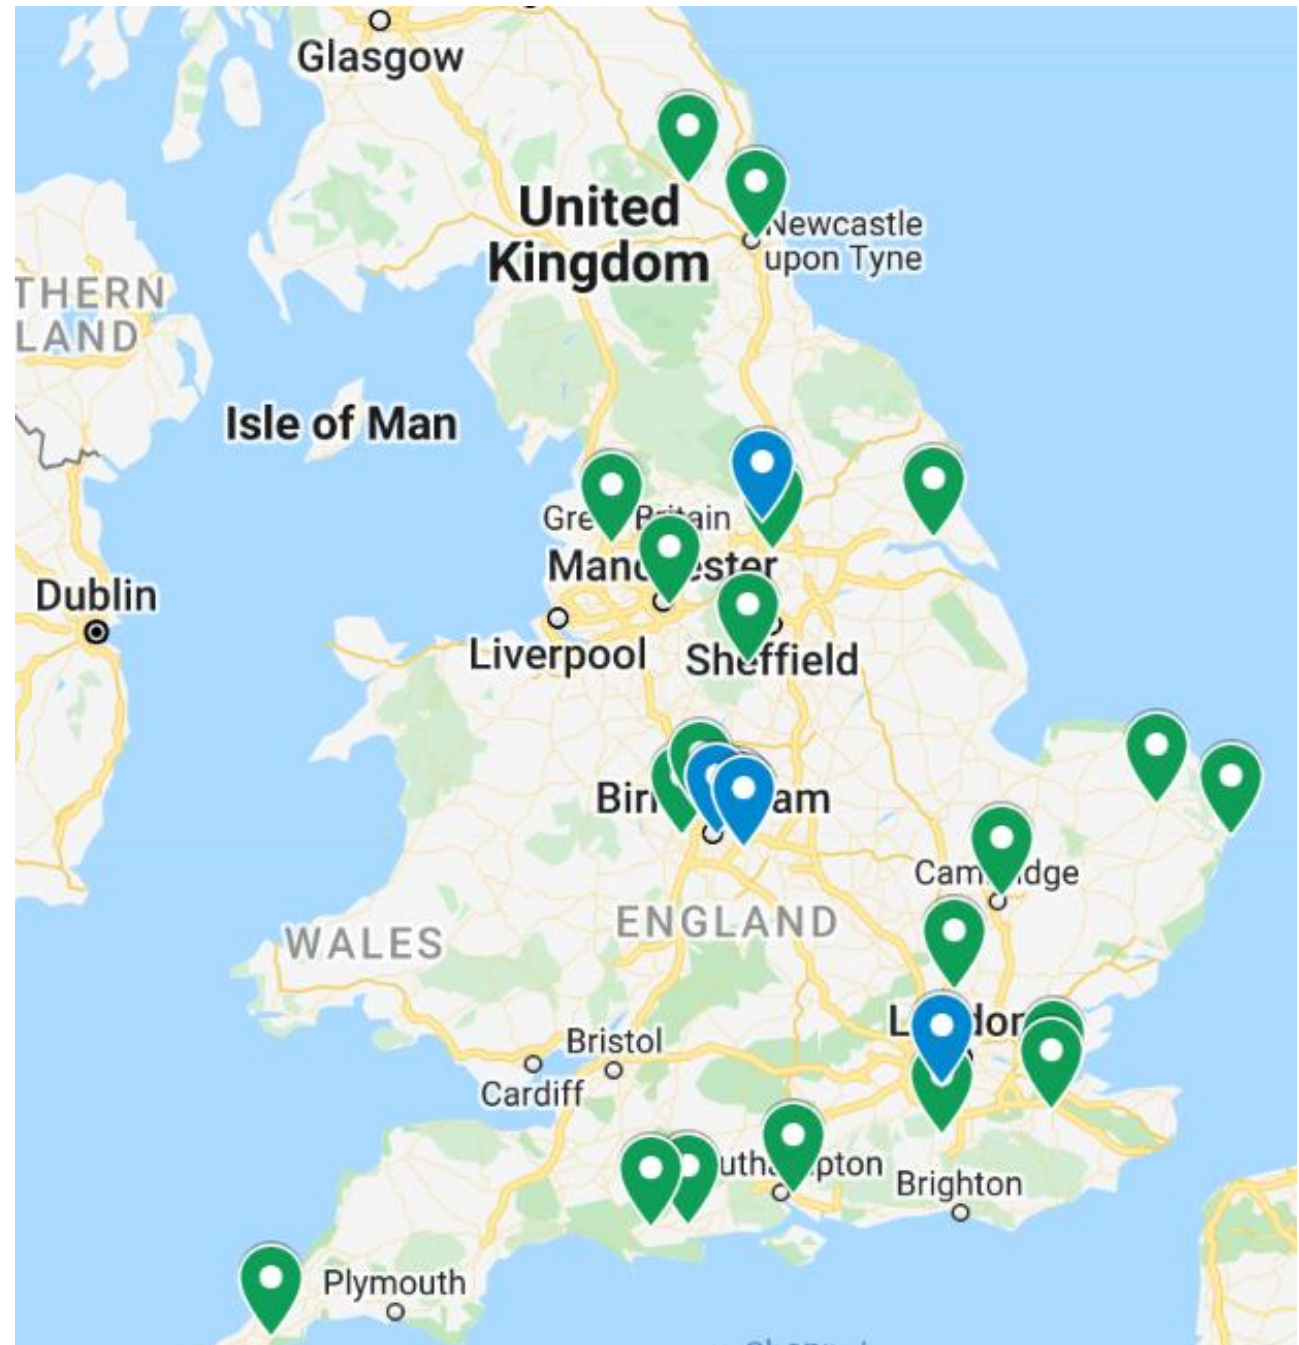 Glasgow
United
Kingdom
Newcastle
upon Tyne
THERN
LAND
Isle of Man
Dublin
Liverpool
Sheffield
ENGLAND
WALES
Bristol
Cardiff
Brighton
Plymouth